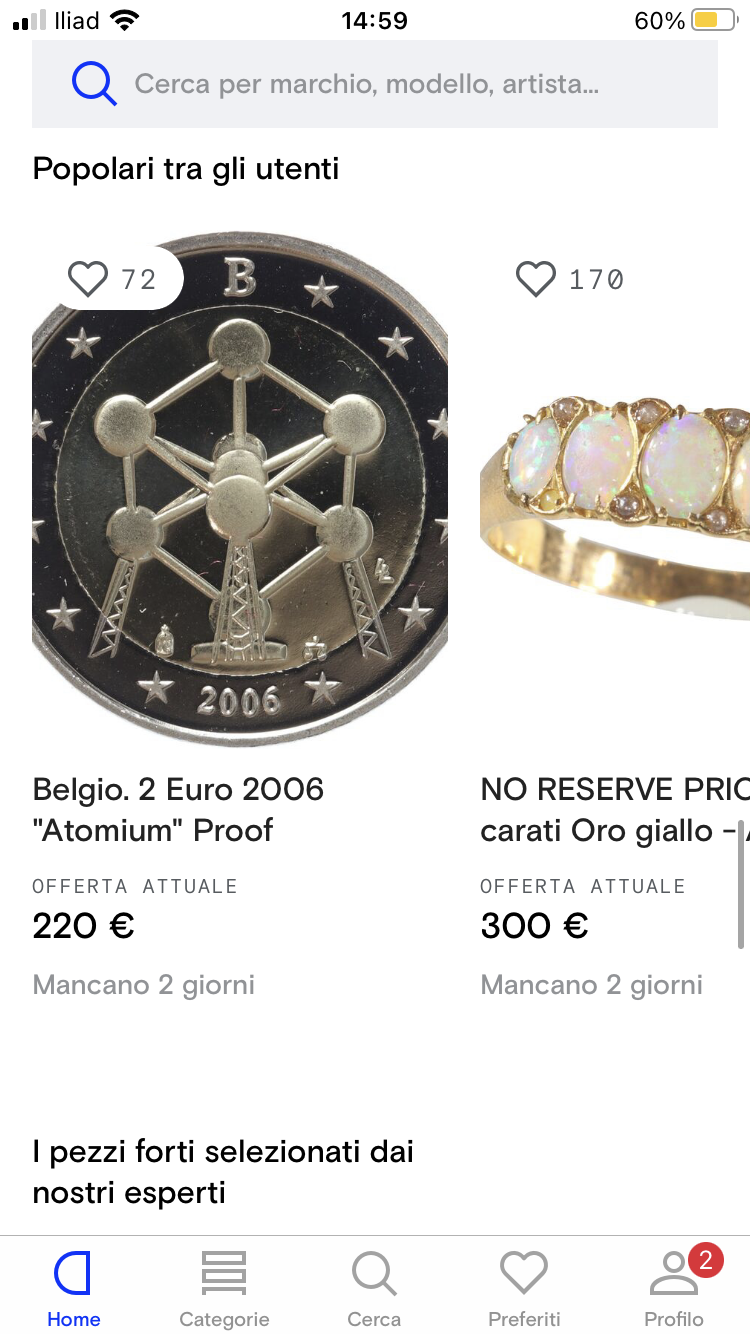 Iliad 14:59 60%
Cerca per marchio, modello, artista...
Popolari tra gli utenti
72
B
2006
Belgio. 2 Euro 2006
"Atomium" Proof
OFFERTA ATTUALE
220 €
Mancano 2 giorni
170
NO RESERVE PRIC
carati Oro giallo -
OFFERTA ATTUALE
300 €
Mancano 2 giorni
I pezzi forti selezionati dai
nostri esperti
2
Home Categorie Cerca Preferiti Profilo